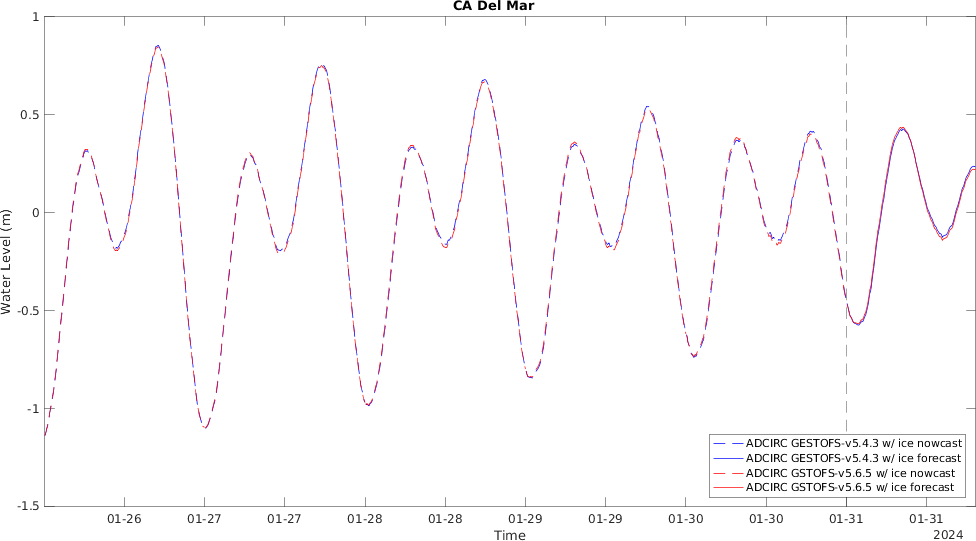 CA Del Mar
1
0.5
0
-0.5
-1
-1.5
Water Level (m)
ADCIRC GESTOFS-v5.4.3 w/ ice nowcast
ADCIRC GESTOFS-v5.4.3 w/ ice forecast
ADCIRC GSTOFS-v5.6.5 w/ ice nowcast
ADCIRC GSTOFS-v5.6.5 w/ ice forecast
01-26 01-27 01-27 01-28 01-28 01-29 01-29 01-30 01-30 01-31 01-31
Time
2024